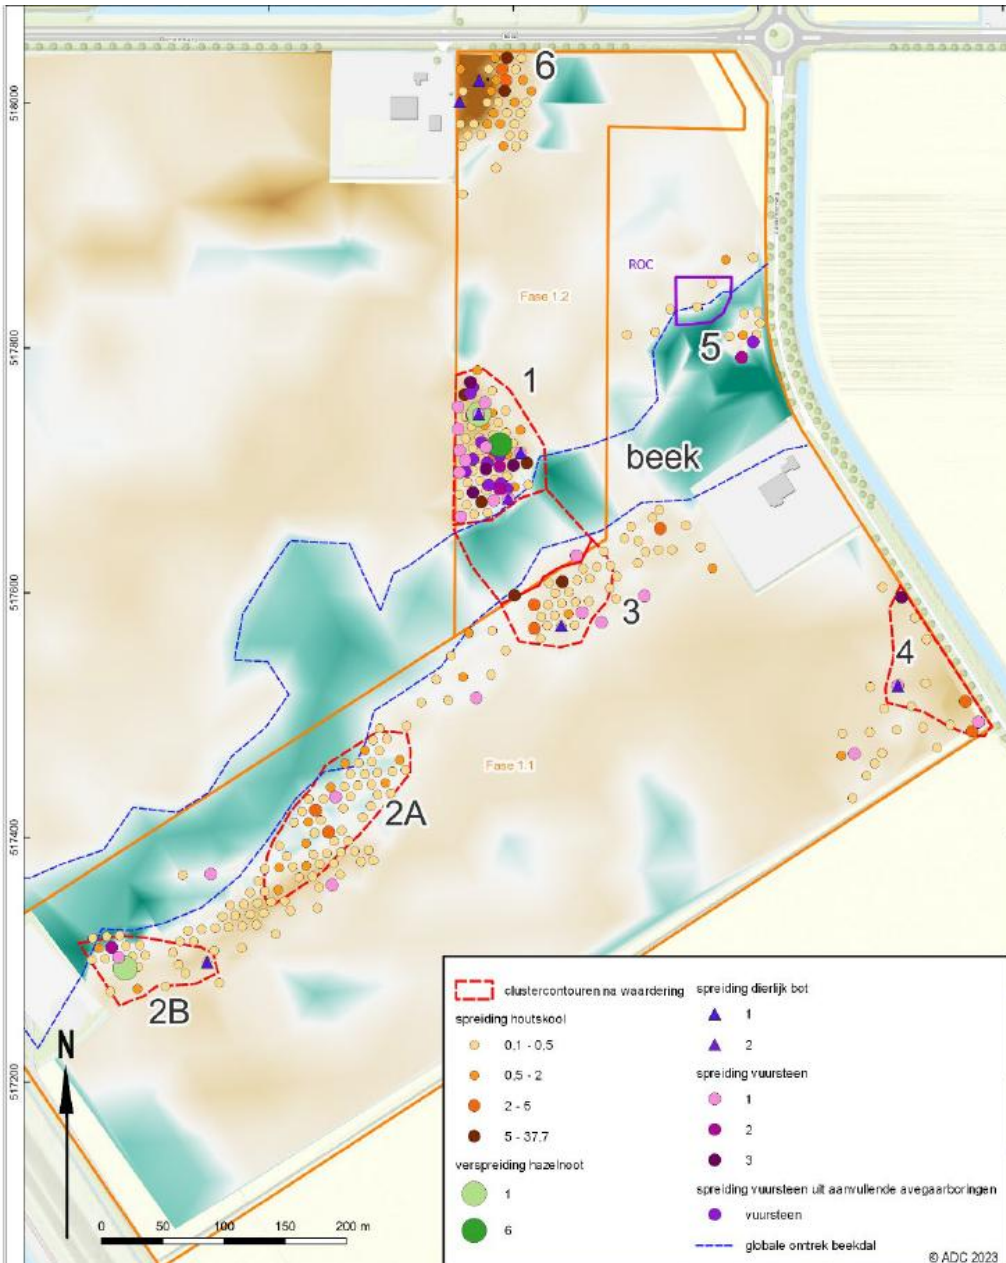 518000
517800
517600
517400
517200
6
Fase 1.2
ROC
5
1
beek
3
4
2A
Fase 1.1
2B
N
0 50 100 150 200 m
clustercontouren na waardering
spreiding houtskool
0,1 - 0,5
0,5 - 2
2 - 5
5 - 37,7
verspreiding hazelnoot
1
6
spreiding dierlijk bot
1
2
spreiding vuursteen
1
2
3
spreiding vuursteen uit aanvullende avegaarboringen
vuursteen
globale omtrek beekdal
© ADC 2023